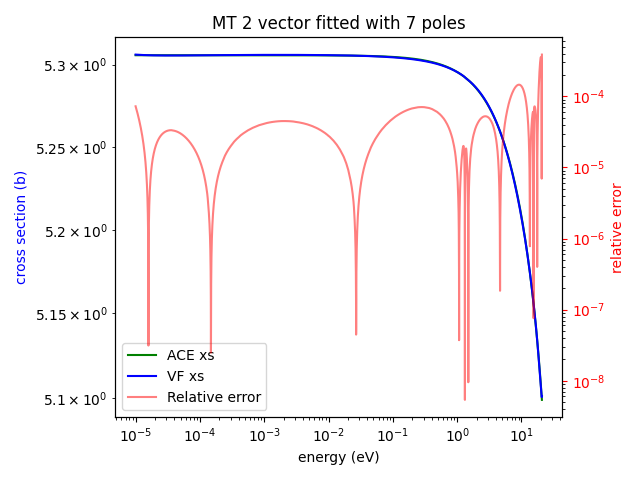 MT 2 vector fitted with 7 poles
cross section (b)
5.3 × 10⁰
5.25 × 10⁰
5.2 × 10⁰
5.15 × 10⁰
5.1 × 10⁰
10⁻⁴
10⁻⁵
10⁻⁶
10⁻⁷
10⁻⁸
relative error
ACE xs
VF xs
Relative error
10⁻⁵ 10⁻⁴ 10⁻³ 10⁻² 10⁻¹ 10⁰ 10¹
energy (eV)